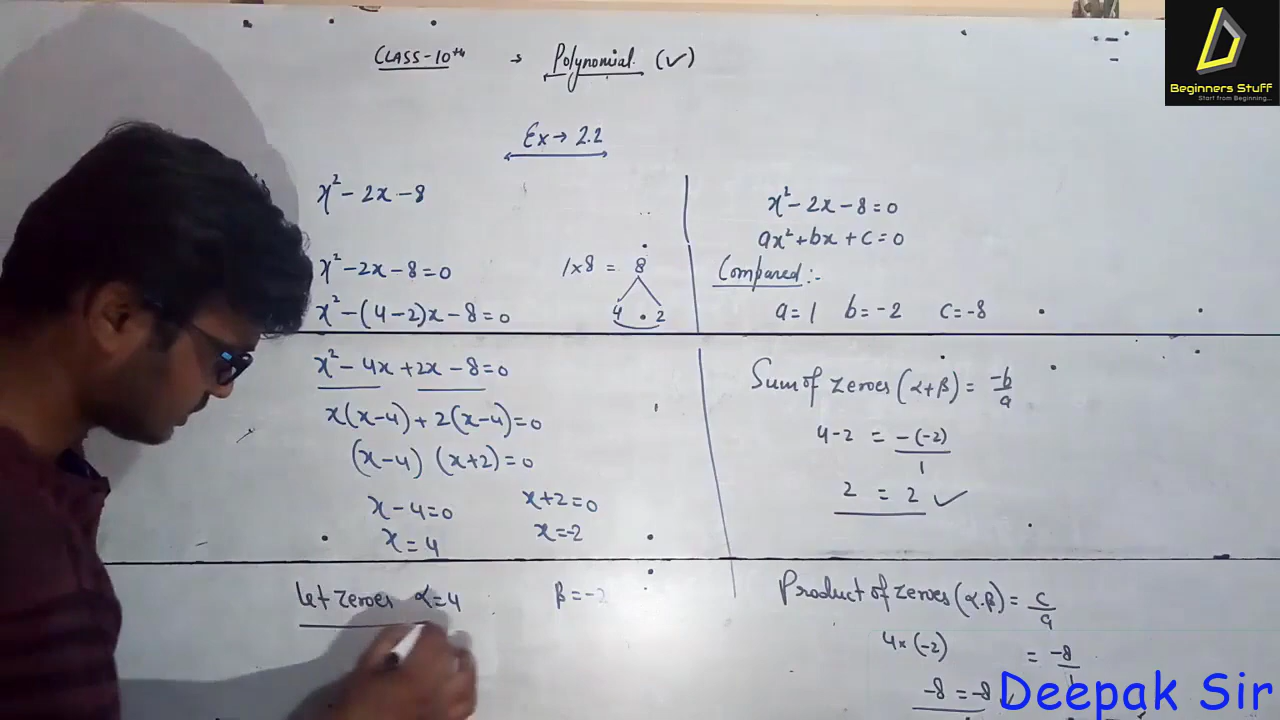 CLASS-10th → Polynomial (✓)
Ex → 2.2
x² - 2x - 8
x² - 2x - 8 = 0
x² - (4-2)x - 8 = 0
1×8 = 8
4 . 2
x² - 4x + 2x - 8 = 0
x(x-4) + 2(x-4) = 0
(x-4) (x+2) = 0
x - 4 = 0 x + 2 = 0
x = 4 x = -2
let zeroes α = 4 β = -2
x² - 2x - 8 = 0
ax² + bx + c = 0
Compared :-
a = 1 b = -2 c = -8
Sum of zeroes (α+β) = -b/a
4-2 = -(-2)/1
2 = 2 ✓
Product of zeroes (α.β) = c/a
4×(-2) = -8/1
-8 = -8
Beginners Stuff
Start from Beginning...
Deepak Sir